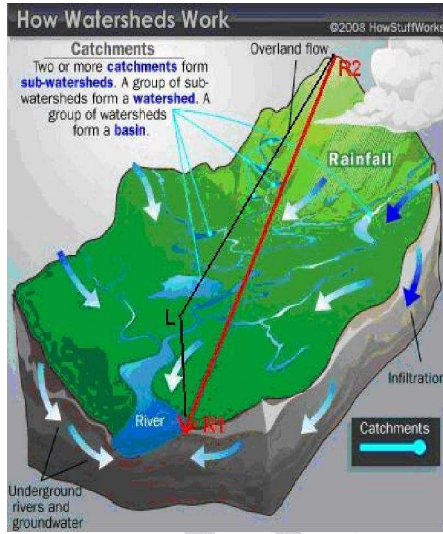 How Watersheds Work
©2008 HowStuffWorks
Catchments
Two or more catchments form
sub-watersheds. A group of sub-
watersheds form a watershed. A
group of watersheds
form a basin.
Overland flow
R2
Rainfall
L
Infiltration
River
R1
Catchments
Underground
rivers and
groundwater